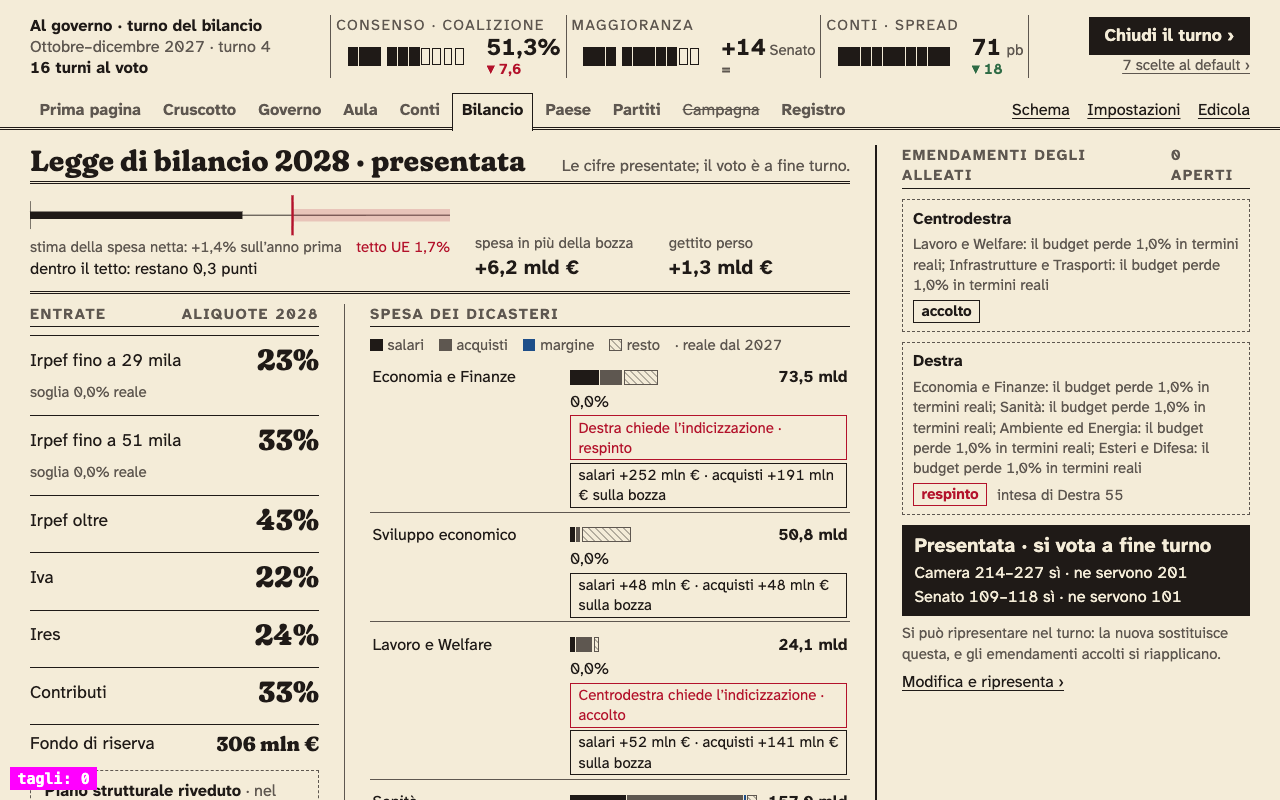 Al governo · turno del bilancio
Ottobre–dicembre 2027 · turno 4
16 turni al voto
CONSENSO · COALIZIONE
51,3%
▼ 7,6
MAGGIORANZA
+14 Senato
=
CONTI · SPREAD
71 pb
▼ 18
Chiudi il turno ›
7 scelte al default ›
Prima pagina Cruscotto Governo Aula Conti Bilancio Paese Partiti Campagna Registro
Schema Impostazioni Edicola
Legge di bilancio 2028 · presentata
Le cifre presentate; il voto è a fine turno.
stima della spesa netta: +1,4% sull'anno prima
tetto UE 1,7%
dentro il tetto: restano 0,3 punti
spesa in più della bozza
+6,2 mld €
gettito perso
+1,3 mld €
ENTRATE
ALIQUOTE 2028
Irpef fino a 29 mila
23%
soglia 0,0% reale
Irpef fino a 51 mila
33%
soglia 0,0% reale
Irpef oltre
43%
Iva
22%
Ires
24%
Contributi
33%
Fondo di riserva
306 mln €
Piano strutturale riveduto · nel
tagli: 0
SPESA DEI DICASTERI
salari acquisti margine resto · reale dal 2027
Economia e Finanze
73,5 mld
0,0%
Destra chiede l'indicizzazione ·
respinto
salari +252 mln € · acquisti +191 mln
€ sulla bozza
Sviluppo economico
50,8 mld
0,0%
salari +48 mln € · acquisti +48 mln €
sulla bozza
Lavoro e Welfare
24,1 mld
0,0%
Centrodestra chiede l'indicizzazione ·
accolto
salari +52 mln € · acquisti +141 mln €
sulla bozza
EMENDAMENTI DEGLI
ALLEATI
0
APERTI
Centrodestra
Lavoro e Welfare: il budget perde 1,0% in termini
reali; Infrastrutture e Trasporti: il budget perde
1,0% in termini reali
accolto
Destra
Economia e Finanze: il budget perde 1,0% in
termini reali; Sanità: il budget perde 1,0% in
termini reali; Ambiente ed Energia: il budget
perde 1,0% in termini reali; Esteri e Difesa: il
budget perde 1,0% in termini reali
respinto
intesa di Destra 55
Presentata · si vota a fine turno
Camera 214–227 sì · ne servono 201
Senato 109–118 sì · ne servono 101
Si può ripresentare nel turno: la nuova sostituisce
questa, e gli emendamenti accolti si riapplicano.
Modifica e ripresenta ›